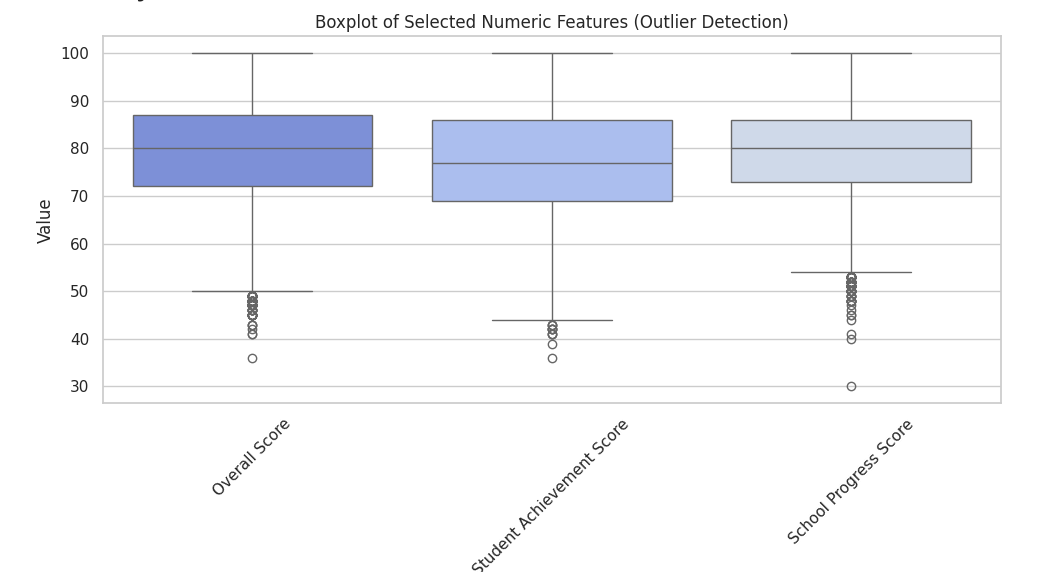 Boxplot of Selected Numeric Features (Outlier Detection)
100
90
80
70
60
50
40
30
Value
Overall Score
Student Achievement Score
School Progress Score